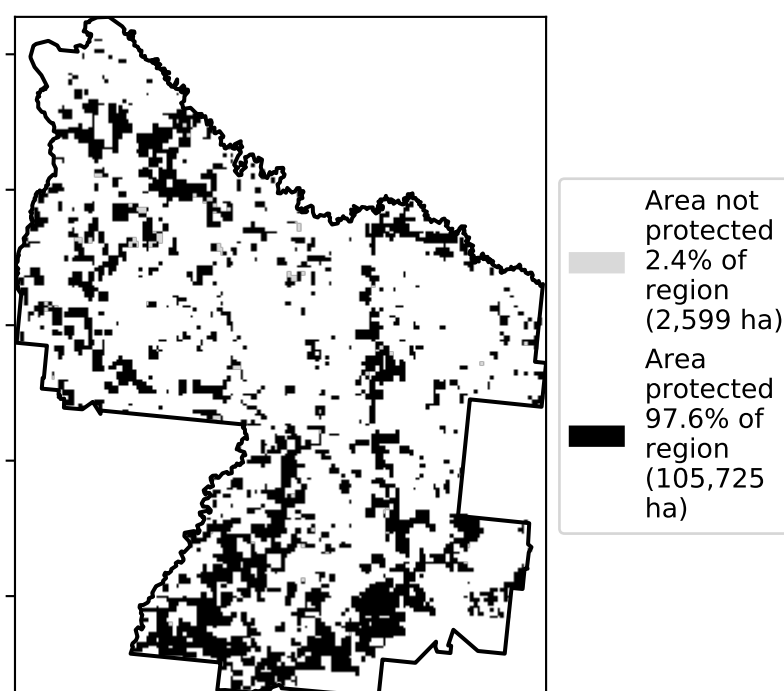 Area not
protected
2.4% of
region
(2,599 ha)
Area
protected
97.6% of
region
(105,725
ha)